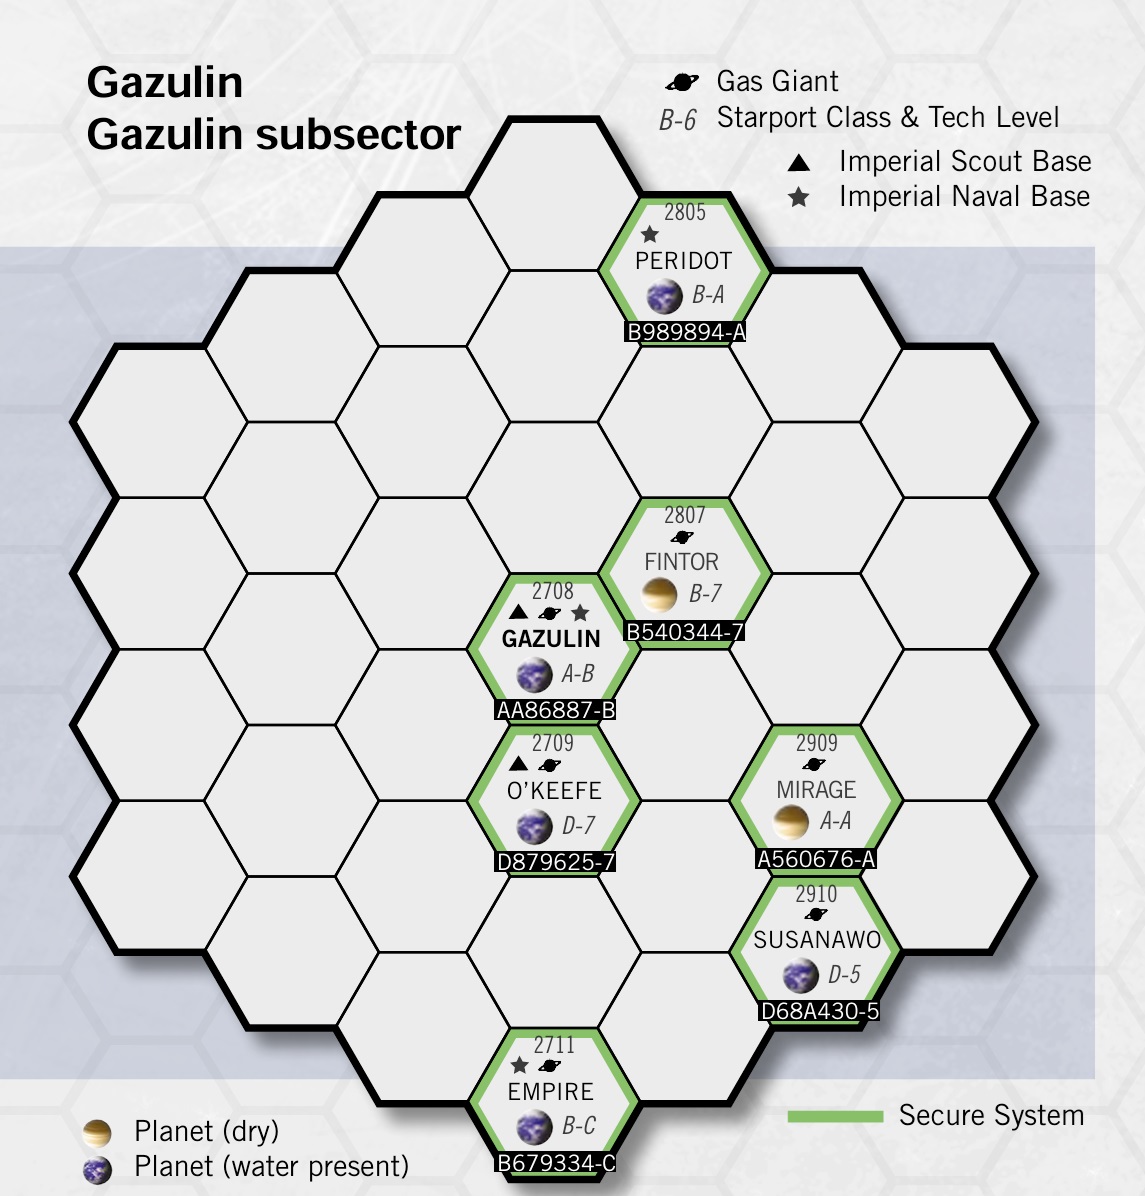 Gazulin
Gazulin subsector
Gas Giant
B-6 Starport Class & Tech Level
Imperial Scout Base
Imperial Naval Base
2805
PERIDOT
B-A
B989894-A
2807
FINTOR
B-7
B540344-7
2708
GAZULIN
A-B
AA86887-B
2709
O'KEEFE
D-7
D879625-7
2909
MIRAGE
A-A
A560676-A
2910
SUSANAWO
D-5
D68A430-5
2711
EMPIRE
B-C
B679334-C
Secure System
Planet (dry)
Planet (water present)